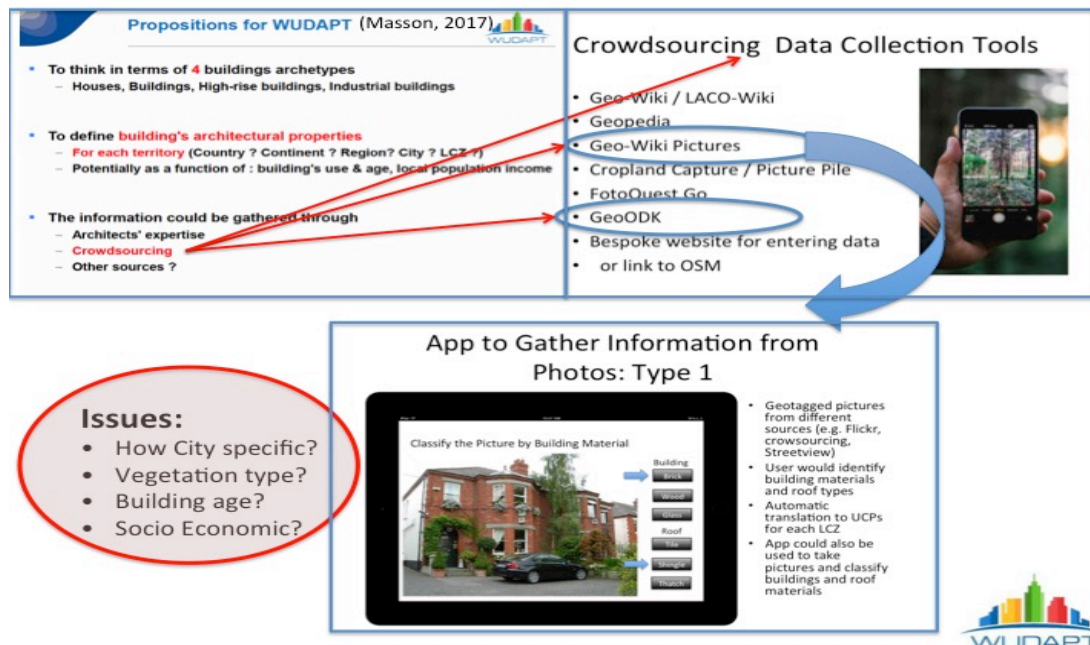 Propositions for WUDAPT (Masson, 2017)
WUDAPT
To think in terms of 4 buildings archetypes
– Houses, Buildings, High-rise buildings, Industrial buildings
To define building's architectural properties
– For each territory (Country ? Continent ? Region? City ? LCZ ?)
– Potentially as a function of : building's use & age, local population income
The information could be gathered through
– Architects' expertise
– Crowdsourcing
– Other sources ?
Crowdsourcing Data Collection Tools
• Geo-Wiki / LACO-Wiki
• Geopedia
• Geo-Wiki Pictures
• Cropland Capture / Picture Pile
• FotoQuest Go
• GeoODK
• Bespoke website for entering data
• or link to OSM
Issues:
• How City specific?
• Vegetation type?
• Building age?
• Socio Economic?
App to Gather Information from
Photos: Type 1
Classify the Picture by Building Material
Building
Brick
Wood
Glass
Roof
Tile
Shingle
Thatch
• Geotagged pictures
from different
sources (e.g. Flickr,
crowsourcing,
Streetview)
• User would identify
building materials
and roof types
• Automatic
translation to UCPs
for each LCZ
• App could also be
used to take
pictures and classify
buildings and roof
materials
WUDAPT